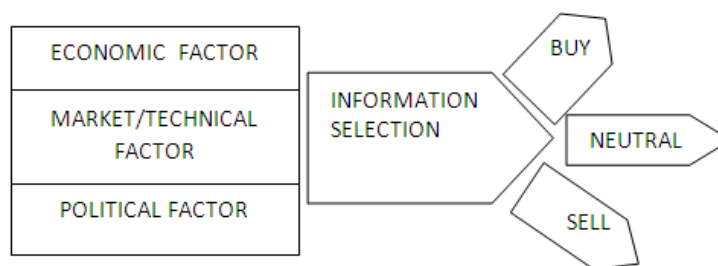 ECONOMIC FACTOR
MARKET/TECHNICAL
FACTOR
POLITICAL FACTOR
INFORMATION
SELECTION
BUY
NEUTRAL
SELL